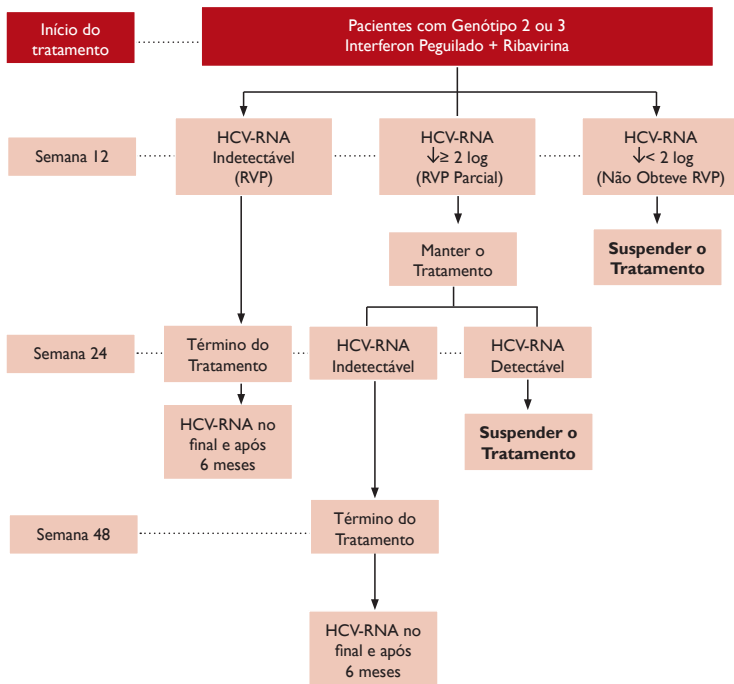 Início do
tratamento
Pacientes com Genótipo 2 ou 3
Interferon Peguilado + Ribavirina
Semana 12
HCV-RNA
Indetectável
(RVP)
HCV-RNA
↓≥ 2 log
(RVP Parcial)
HCV-RNA
↓< 2 log
(Não Obteve RVP)
Manter o
Tratamento
Suspender o
Tratamento
Semana 24
Término do
Tratamento
HCV-RNA
Indetectável
HCV-RNA
Detectável
HCV-RNA no
final e após
6 meses
Suspender o
Tratamento
Semana 48
Término do
Tratamento
HCV-RNA no
final e após
6 meses